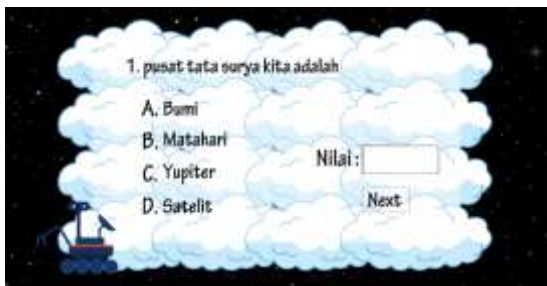 1. pusat tata surya kita adalah
A. Bumi
B. Matahari
C. Yupiter
D. Satelit
Nilai :
Next